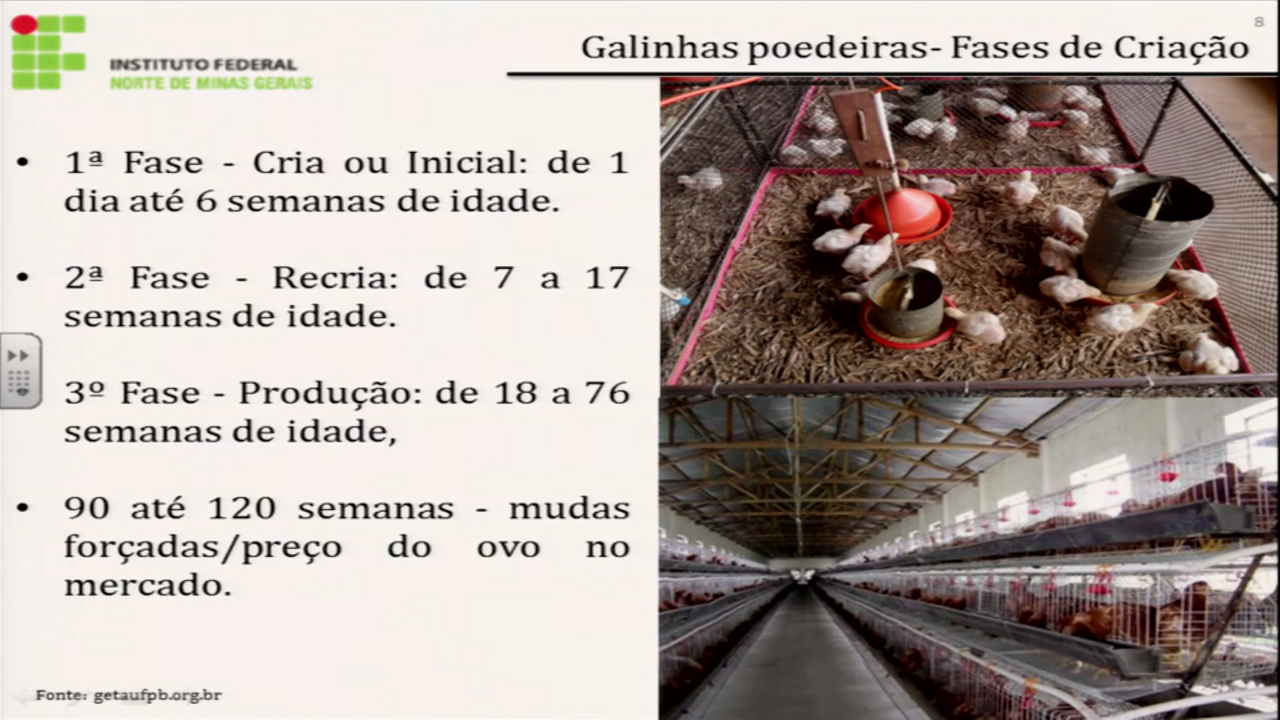 8
INSTITUTO FEDERAL
NORTE DE MINAS GERAIS
Galinhas poedeiras- Fases de Criação
• 1ª Fase - Cria ou Inicial: de 1
dia até 6 semanas de idade.
• 2ª Fase - Recria: de 7 a 17
semanas de idade.
3º Fase - Produção: de 18 a 76
semanas de idade,
• 90 até 120 semanas - mudas
forçadas/preço do ovo no
mercado.
Fonte: getaufpb.org.br